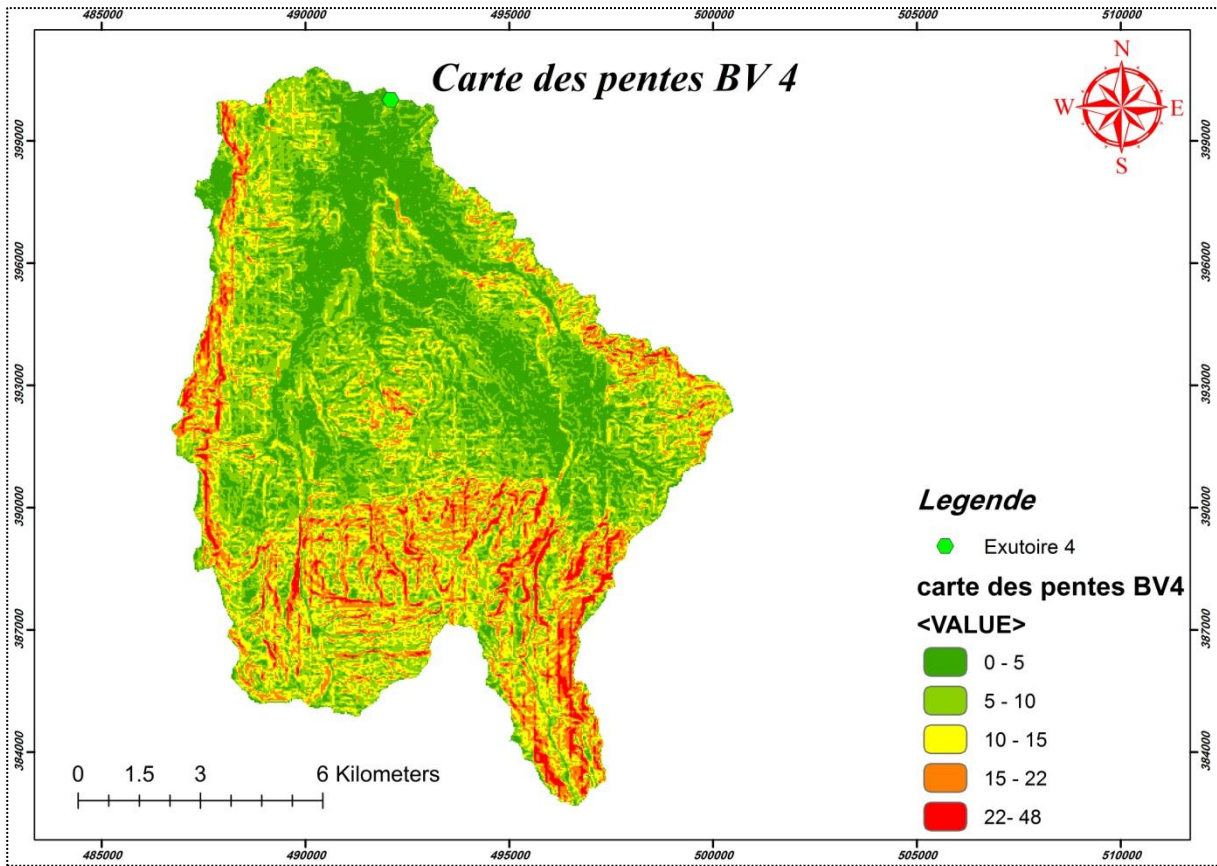 485000 490000 495000 500000 505000 510000
Carte des pentes BV 4
N
W E
S
399000 399000
396000 396000
393000 393000
390000 390000
387000 387000
384000 384000
Legende
Exutoire 4
carte des pentes BV4
<VALUE>
0 - 5
5 - 10
10 - 15
15 - 22
22- 48
0 1.5 3 6 Kilometers
485000 490000 495000 500000 505000 510000